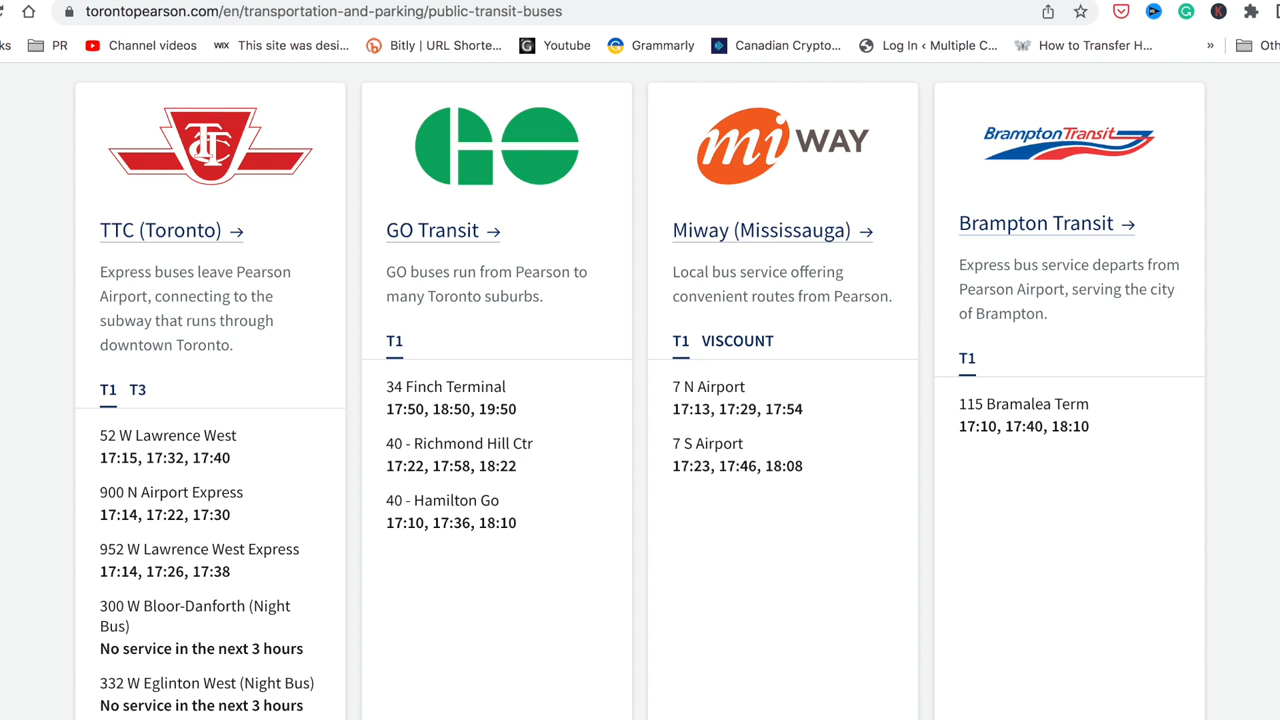 torontopearson.com/en/transportation-and-parking/public-transit-buses
ks PR Channel videos WiX This site was desi... Bitly | URL Shorte... Youtube Grammarly Canadian Crypto... Log In ‹ Multiple C... How to Transfer H... » Oth
TTC
GO
mi WAY
Brampton Transit
TTC (Toronto) →
Express buses leave Pearson
Airport, connecting to the
subway that runs through
downtown Toronto.
T1 T3
52 W Lawrence West
17:15, 17:32, 17:40
900 N Airport Express
17:14, 17:22, 17:30
952 W Lawrence West Express
17:14, 17:26, 17:38
300 W Bloor-Danforth (Night
Bus)
No service in the next 3 hours
332 W Eglinton West (Night Bus)
No service in the next 3 hours
GO Transit →
GO buses run from Pearson to
many Toronto suburbs.
T1
34 Finch Terminal
17:50, 18:50, 19:50
40 - Richmond Hill Ctr
17:22, 17:58, 18:22
40 - Hamilton Go
17:10, 17:36, 18:10
Miway (Mississauga) →
Local bus service offering
convenient routes from Pearson.
T1 VISCOUNT
7 N Airport
17:13, 17:29, 17:54
7 S Airport
17:23, 17:46, 18:08
Brampton Transit →
Express bus service departs from
Pearson Airport, serving the city
of Brampton.
T1
115 Bramalea Term
17:10, 17:40, 18:10